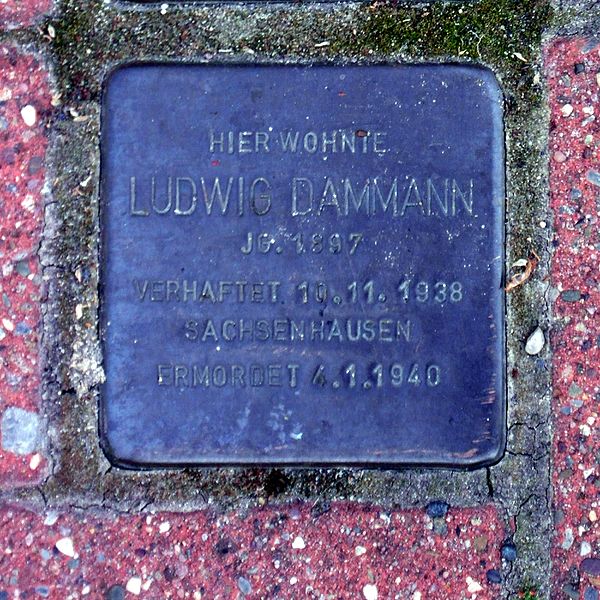 HIER WOHNTE
LUDWIG DAMMANN
JG. 1897
VERHAFTET 10.11.1938
SACHSENHAUSEN
ERMORDET 4.1.1940